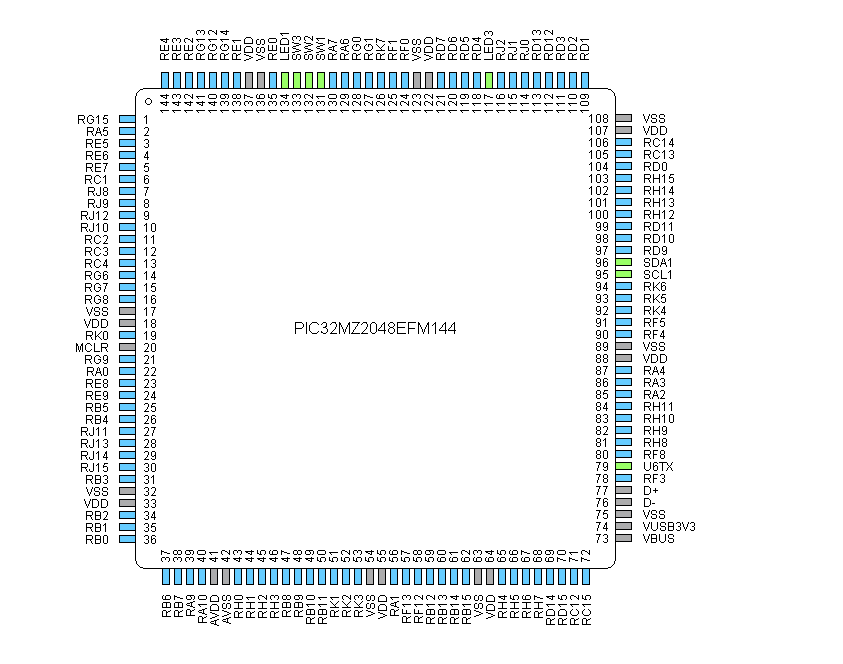 RE4
RE3
RE2
RG13
RG12
RG14
RE1
VDD
VSS
RE0
LED1
SW3
SW2
SW1
RA7
RA6
RG0
RG1
RK7
RF1
RF0
VSS
VDD
RD7
RD6
RD5
RD4
LED3
RJ2
RJ1
RJ0
RD13
RD12
RD3
RD2
RD1
144
143
142
141
140
139
138
137
136
135
134
133
132
131
130
129
128
127
126
125
124
123
122
121
120
119
118
117
116
115
114
113
112
111
110
109
RG15 1
RA5 2
RE5 3
RE6 4
RE7 5
RC1 6
RJ8 7
RJ9 8
RJ12 9
RJ10 10
RC2 11
RC3 12
RC4 13
RG6 14
RG7 15
RG8 16
VSS 17
VDD 18
RK0 19
MCLR 20
RG9 21
RA0 22
RE8 23
RE9 24
RB5 25
RB4 26
RJ11 27
RJ13 28
RJ14 29
RJ15 30
RB3 31
VSS 32
VDD 33
RB2 34
RB1 35
RB0 36
PIC32MZ2048EFM144
108 VSS
107 VDD
106 RC14
105 RC13
104 RD0
103 RH15
102 RH14
101 RH13
100 RH12
99 RD11
98 RD10
97 RD9
96 SDA1
95 SCL1
94 RK6
93 RK5
92 RK4
91 RF5
90 RF4
89 VSS
88 VDD
87 RA4
86 RA3
85 RA2
84 RH11
83 RH10
82 RH9
81 RH8
80 RF8
79 U6TX
78 RF3
77 D+
76 D-
75 VSS
74 VUSB3V3
73 VBUS
37
38
39
40
41
42
43
44
45
46
47
48
49
50
51
52
53
54
55
56
57
58
59
60
61
62
63
64
65
66
67
68
69
70
71
72
RB6
RB7
RA9
RA10
AVDD
AVSS
RH0
RH1
RH2
RH3
RB8
RB9
RB10
RB11
RK1
RK2
RK3
VSS
VDD
RA1
RF13
RF12
RB12
RB13
RB14
RB15
VSS
VDD
RH4
RH5
RH6
RH7
RD14
RD15
RC12
RC15